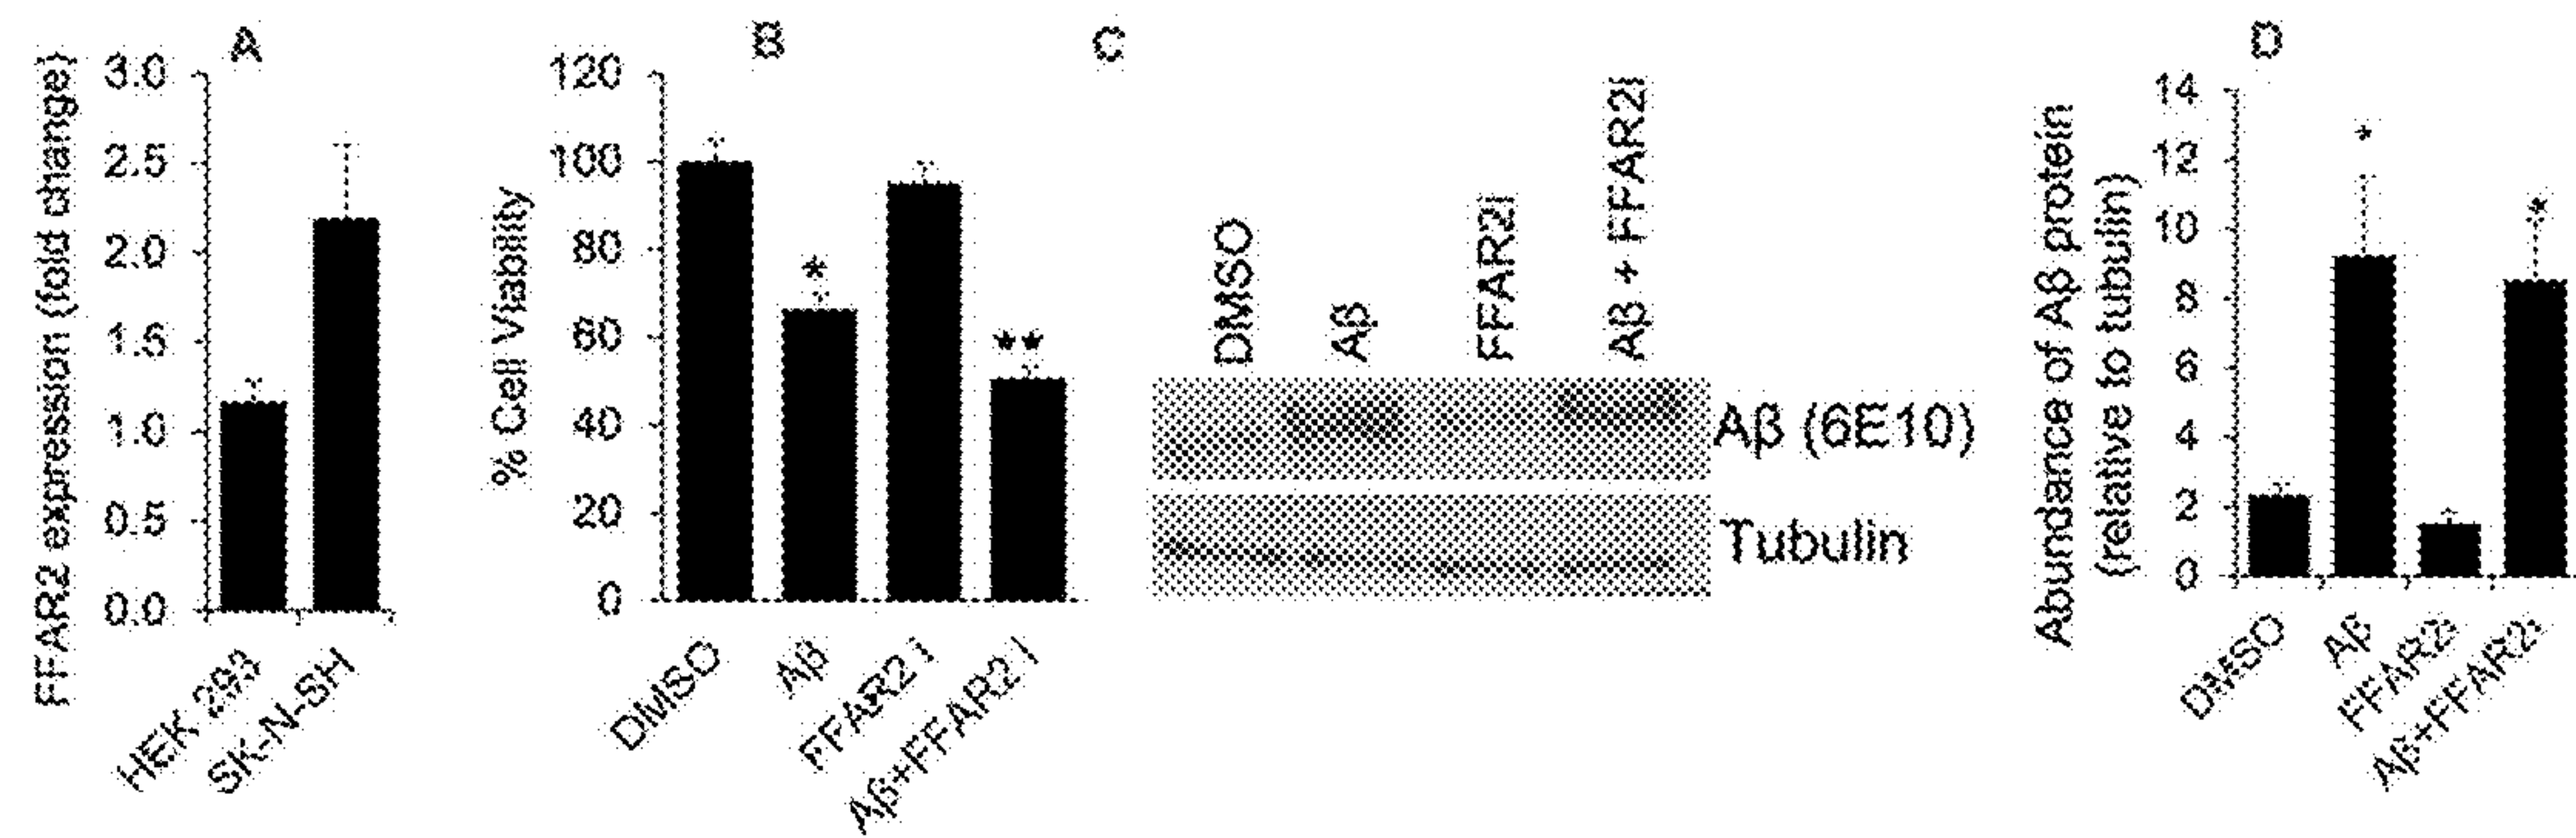 A
FFAR2 expression (fold change)
3.0
2.5
2.0
1.5
1.0
0.5
0.0
HEK 293
SK-N-SH
B
% Cell Viability
120
100
80
60
40
20
0
*
**
DMSO
Aβ
FFAR2 I
Aβ+FFAR2 I
C
DMSO
Aβ
FFAR2I
Aβ + FFAR2I
Aβ (6E10)
Tubulin
D
Abundance of Aβ protein
(relative to tubulin)
14
12
10
8
6
4
2
0
*
*
DMSO
Aβ
FFAR2i
Aβ+FFAR2i